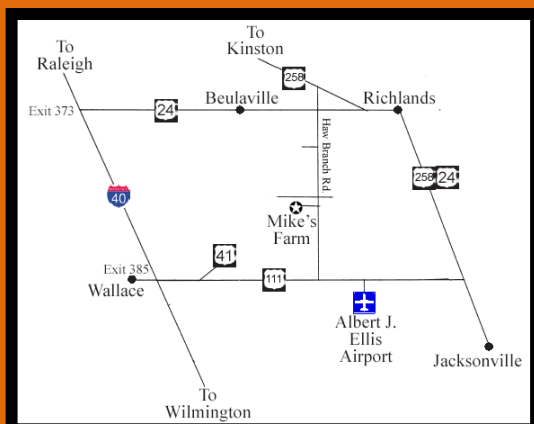 To
Raleigh
To
Kinston
258
Exit 373
24
Beulaville
Richlands
Haw Branch Rd.
258 24
40
Mike's
Farm
41
Exit 385
111
Wallace
Albert J.
Ellis
Airport
Jacksonville
To
Wilmington